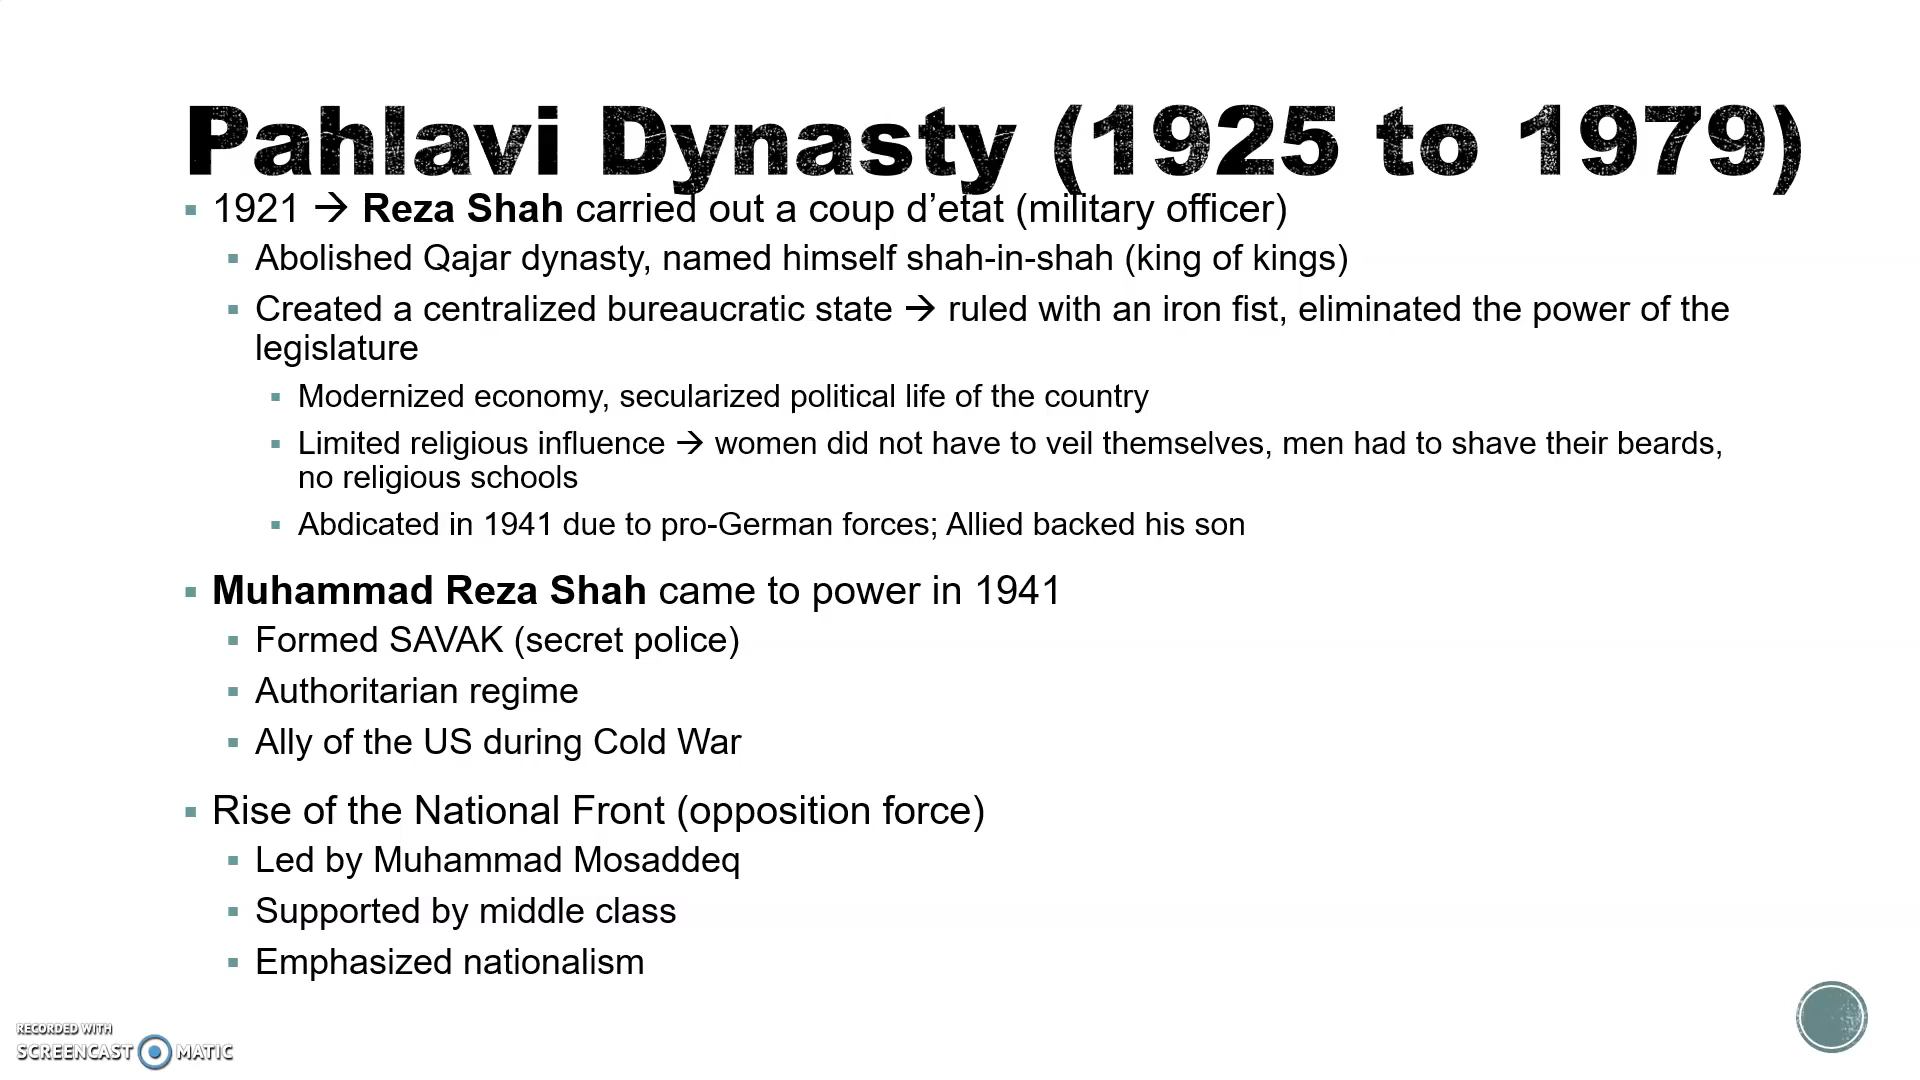 Pahlavi Dynasty (1925 to 1979)
▪ 1921 → Reza Shah carried out a coup d’etat (military officer)
▪ Abolished Qajar dynasty, named himself shah-in-shah (king of kings)
▪ Created a centralized bureaucratic state → ruled with an iron fist, eliminated the power of the
legislature
▪ Modernized economy, secularized political life of the country
▪ Limited religious influence → women did not have to veil themselves, men had to shave their beards,
no religious schools
▪ Abdicated in 1941 due to pro-German forces; Allied backed his son
▪ Muhammad Reza Shah came to power in 1941
▪ Formed SAVAK (secret police)
▪ Authoritarian regime
▪ Ally of the US during Cold War
▪ Rise of the National Front (opposition force)
▪ Led by Muhammad Mosaddeq
▪ Supported by middle class
▪ Emphasized nationalism
RECORDED WITH
SCREENCAST MATIC